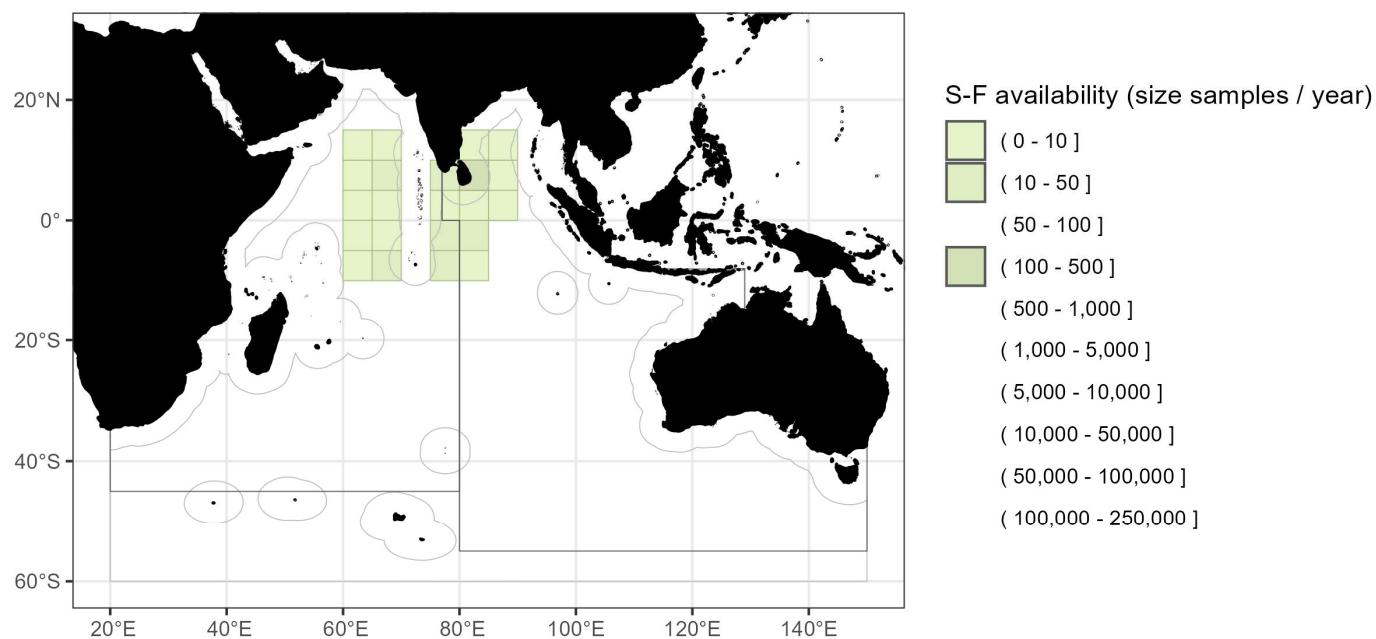 S-F availability (size samples / year)
( 0 - 10 ]
( 10 - 50 ]
( 50 - 100 ]
( 100 - 500 ]
( 500 - 1,000 ]
( 1,000 - 5,000 ]
( 5,000 - 10,000 ]
( 10,000 - 50,000 ]
( 50,000 - 100,000 ]
( 100,000 - 250,000 ]
20°N
0°
20°S
40°S
60°S
20°E 40°E 60°E 80°E 100°E 120°E 140°E